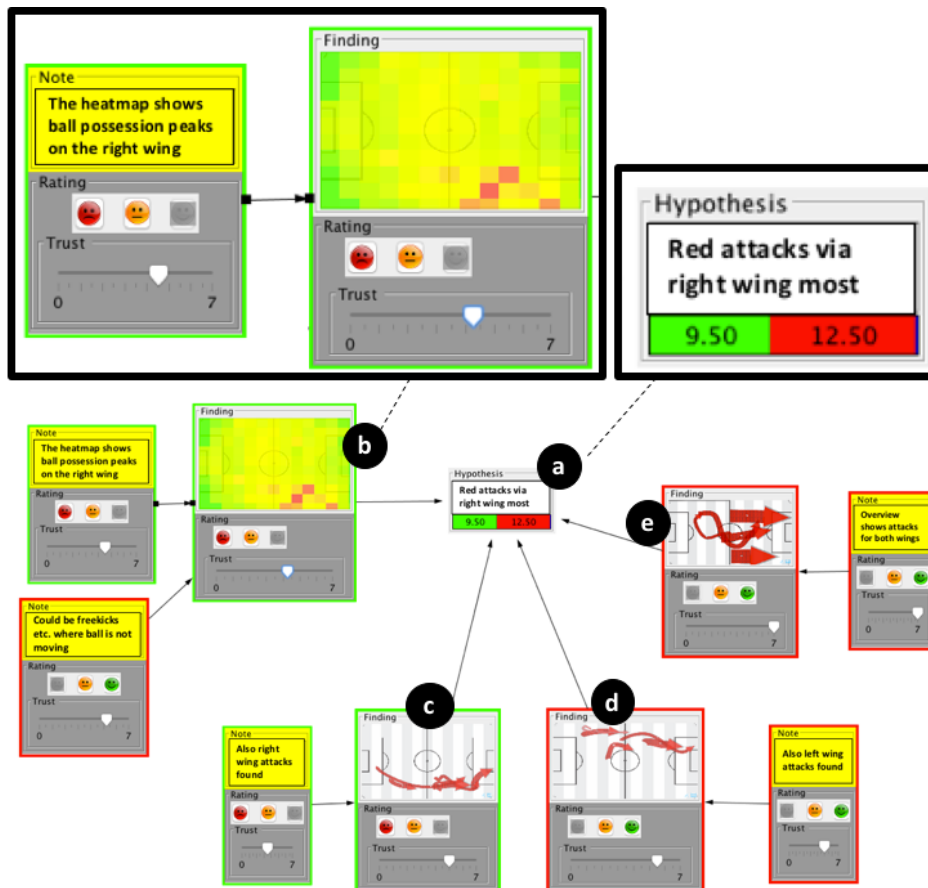 Note
The heatmap shows
ball possession peaks
on the right wing
Rating
Trust
0 7
Finding
Rating
Trust
0 7
Hypothesis
Red attacks via
right wing most
9.50 12.50
Note
The heatmap shows
ball possession peaks
on the right wing
Rating
Trust
0 7
Finding
Rating
Trust
0 7
b
a
Hypothesis
Red attacks via
right wing most
9.50 12.50
e
Finding
Rating
Trust
0 7
Note
Overview
shows attacks
for both wings
Rating
Trust
0 7
Note
Could be freekicks
etc. where ball is not
moving
Rating
Trust
0 7
c
d
Note
Also right
wing attacks
found
Rating
Trust
0 7
Finding
Rating
Trust
0 7
Finding
Rating
Trust
0 7
Note
Also left wing
attacks found
Rating
Trust
0 7